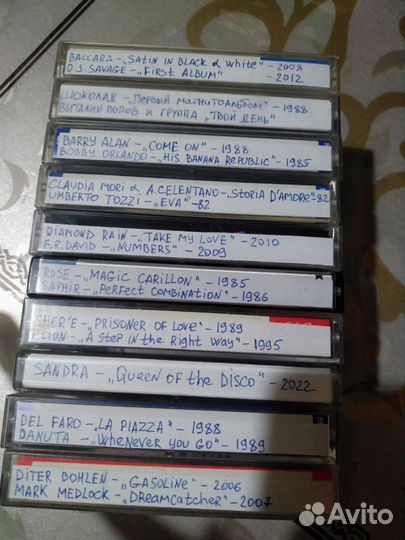 BACCARA - „SATIN IN BLACK & White" - 2008
D.J. SAVAGE - „FIRST ALBUM" - 2012
ШОКОЛАД - „Первый магнитоальбом" - 1988
ВИТАЛИЙ ПОПОВ И ГРУППА „ТВОЙ ДЕНЬ"
BARRY ALAN - „COME ON" - 1988
BOBBY ORLANDO - „HIS BANANA REPUBLIC" - 1985
CLAUDIA MORI & A.CELENTANO - „STORIA D'AMORE" - 82
UMBERTO TOZZI - „EVA" - 82
DIAMOND RAIN - „TAKE MY LOVE" - 2010
F.R. DAVID - „NUMBERS" - 2009
ROSE - „MAGIC CARILLON" - 1985
SAPHIR - „PERFECT COMBINATION" - 1986
CHER'E - „PRISONER OF LOVE" - 1989
LION - „A STEP IN the RIGHT WAY" - 1995
SANDRA - „QUEEN OF the DISCO" - 2022
DEL FARO - „LA PIAZZA" - 1988
DANUTA - „WHENEVER YOU GO" - 1989
DITER BOHLEN - „GASOLINE" - 2006
MARK MEDLOCK - „DREAMCATCHER" - 2007
Avito